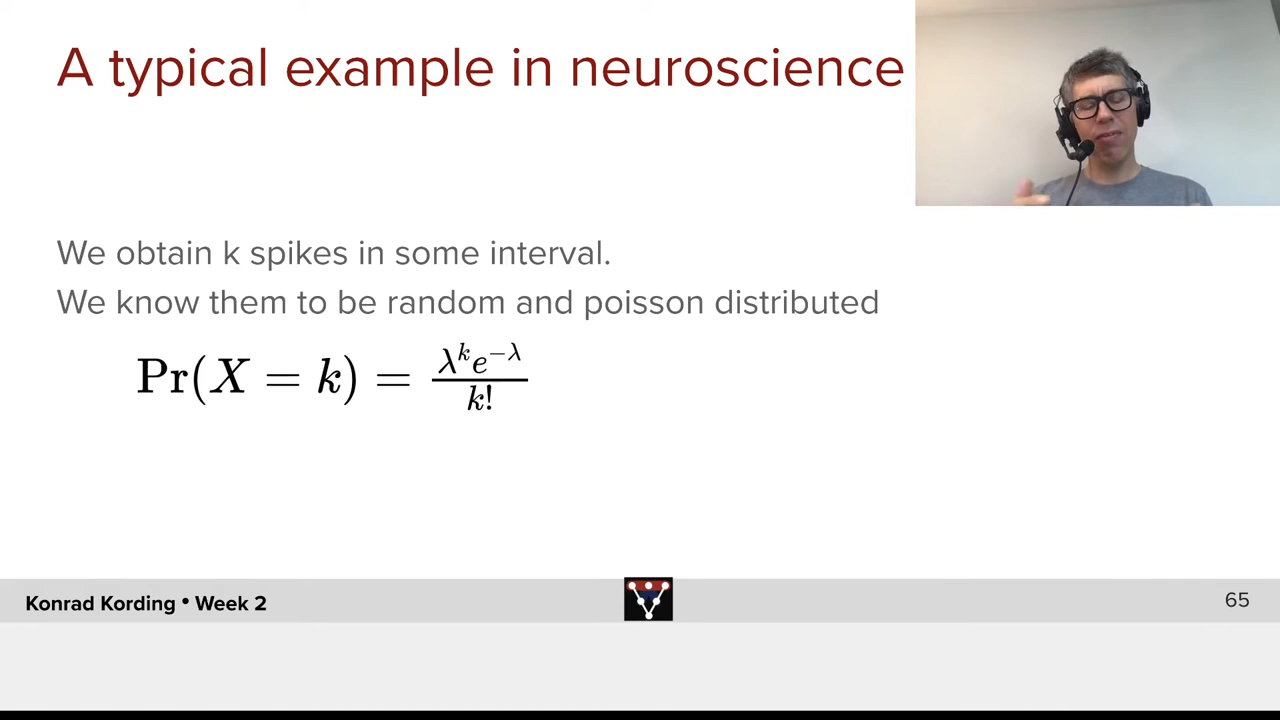 A typical example in neuroscience
We obtain k spikes in some interval.
We know them to be random and poisson distributed
Pr(X = k) = \frac{λ^k e^{−λ}}{k!}
Konrad Kording • Week 2
65